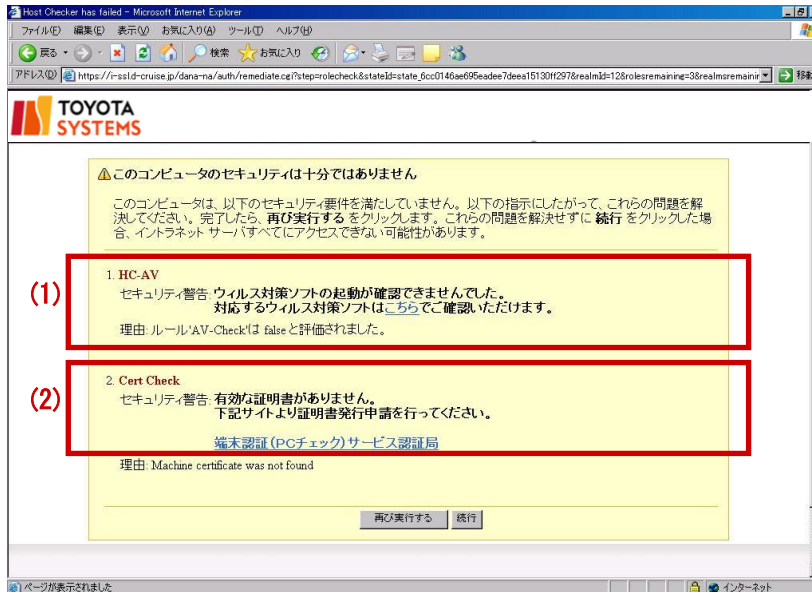 Host Checker has failed - Microsoft Internet Explorer
ファイル(F) 編集(E) 表示(V) お気に入り(A) ツール(T) ヘルプ(H)
戻る 検索 お気に入り
アドレス(D) https://i-ssl.d-cruise.jp/dana-na/auth/remediate.cgi?step=rolecheck&stateId=state_6cc0146ae695eadee7deea15130ff297&realmId=12&rolesremaining=3&realmsremainir 移動
TOYOTA
SYSTEMS
このコンピュータのセキュリティは十分ではありません
このコンピュータは、以下のセキュリティ要件を満たしていません。以下の指示にしたがって、これらの問題を解
決してください。完了したら、再び実行する をクリックします。これらの問題を解決せずに 続行 をクリックした場
合、イントラネット サーバすべてにアクセスできない可能性があります。
(1)
1. HC-AV
セキュリティ警告: ウィルス対策ソフトの起動が確認できませんでした。
対応するウィルス対策ソフトはこちらでご確認いただけます。
理由: ルール'AV-Check'は false と評価されました。
(2)
2. Cert Check
セキュリティ警告: 有効な証明書がありません。
下記サイトより証明書発行申請を行ってください。
端末認証(PCチェック)サービス認証局
理由: Machine certificate was not found
再び実行する 続行
ページが表示されました インターネット